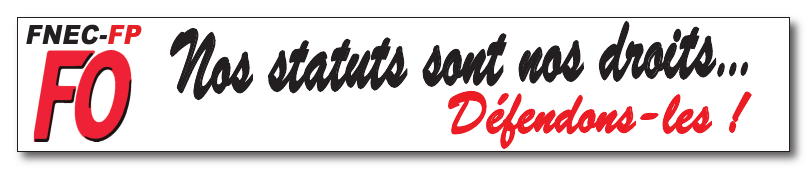 FNEC-FP
FO
Nos statuts sont nos droits...
Défendons-les !